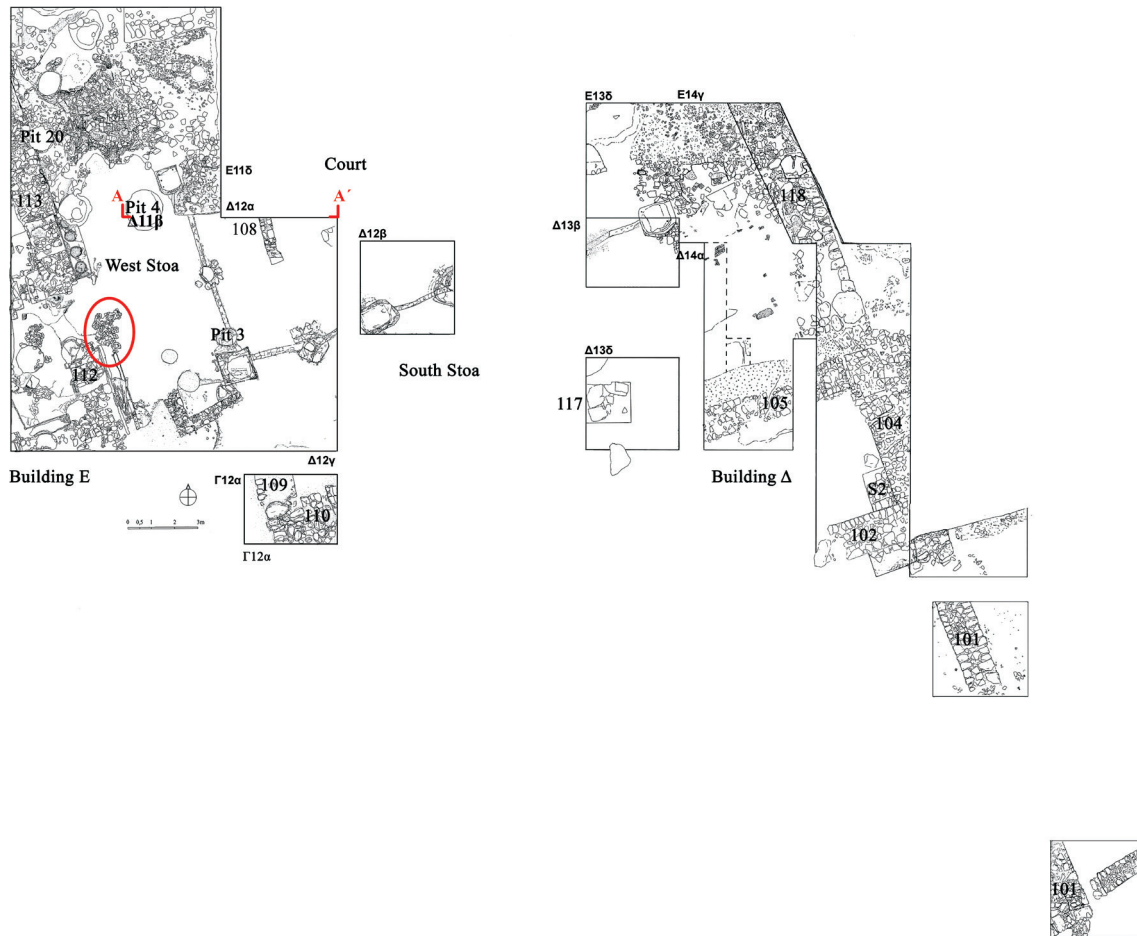 E13δ
E14γ
Pit 20
Court
E11δ
113
A
A´
118
Pit 4
Δ12α
Δ11β
108
Δ13β
Δ12β
Δ14α
West Stoa
Pit 3
Δ13δ
112
South Stoa
117
105
104
Δ12γ
Building E
Building Δ
Γ12α
109
S2
110
0 0,5 1 2 3m
102
Γ12α
101
101